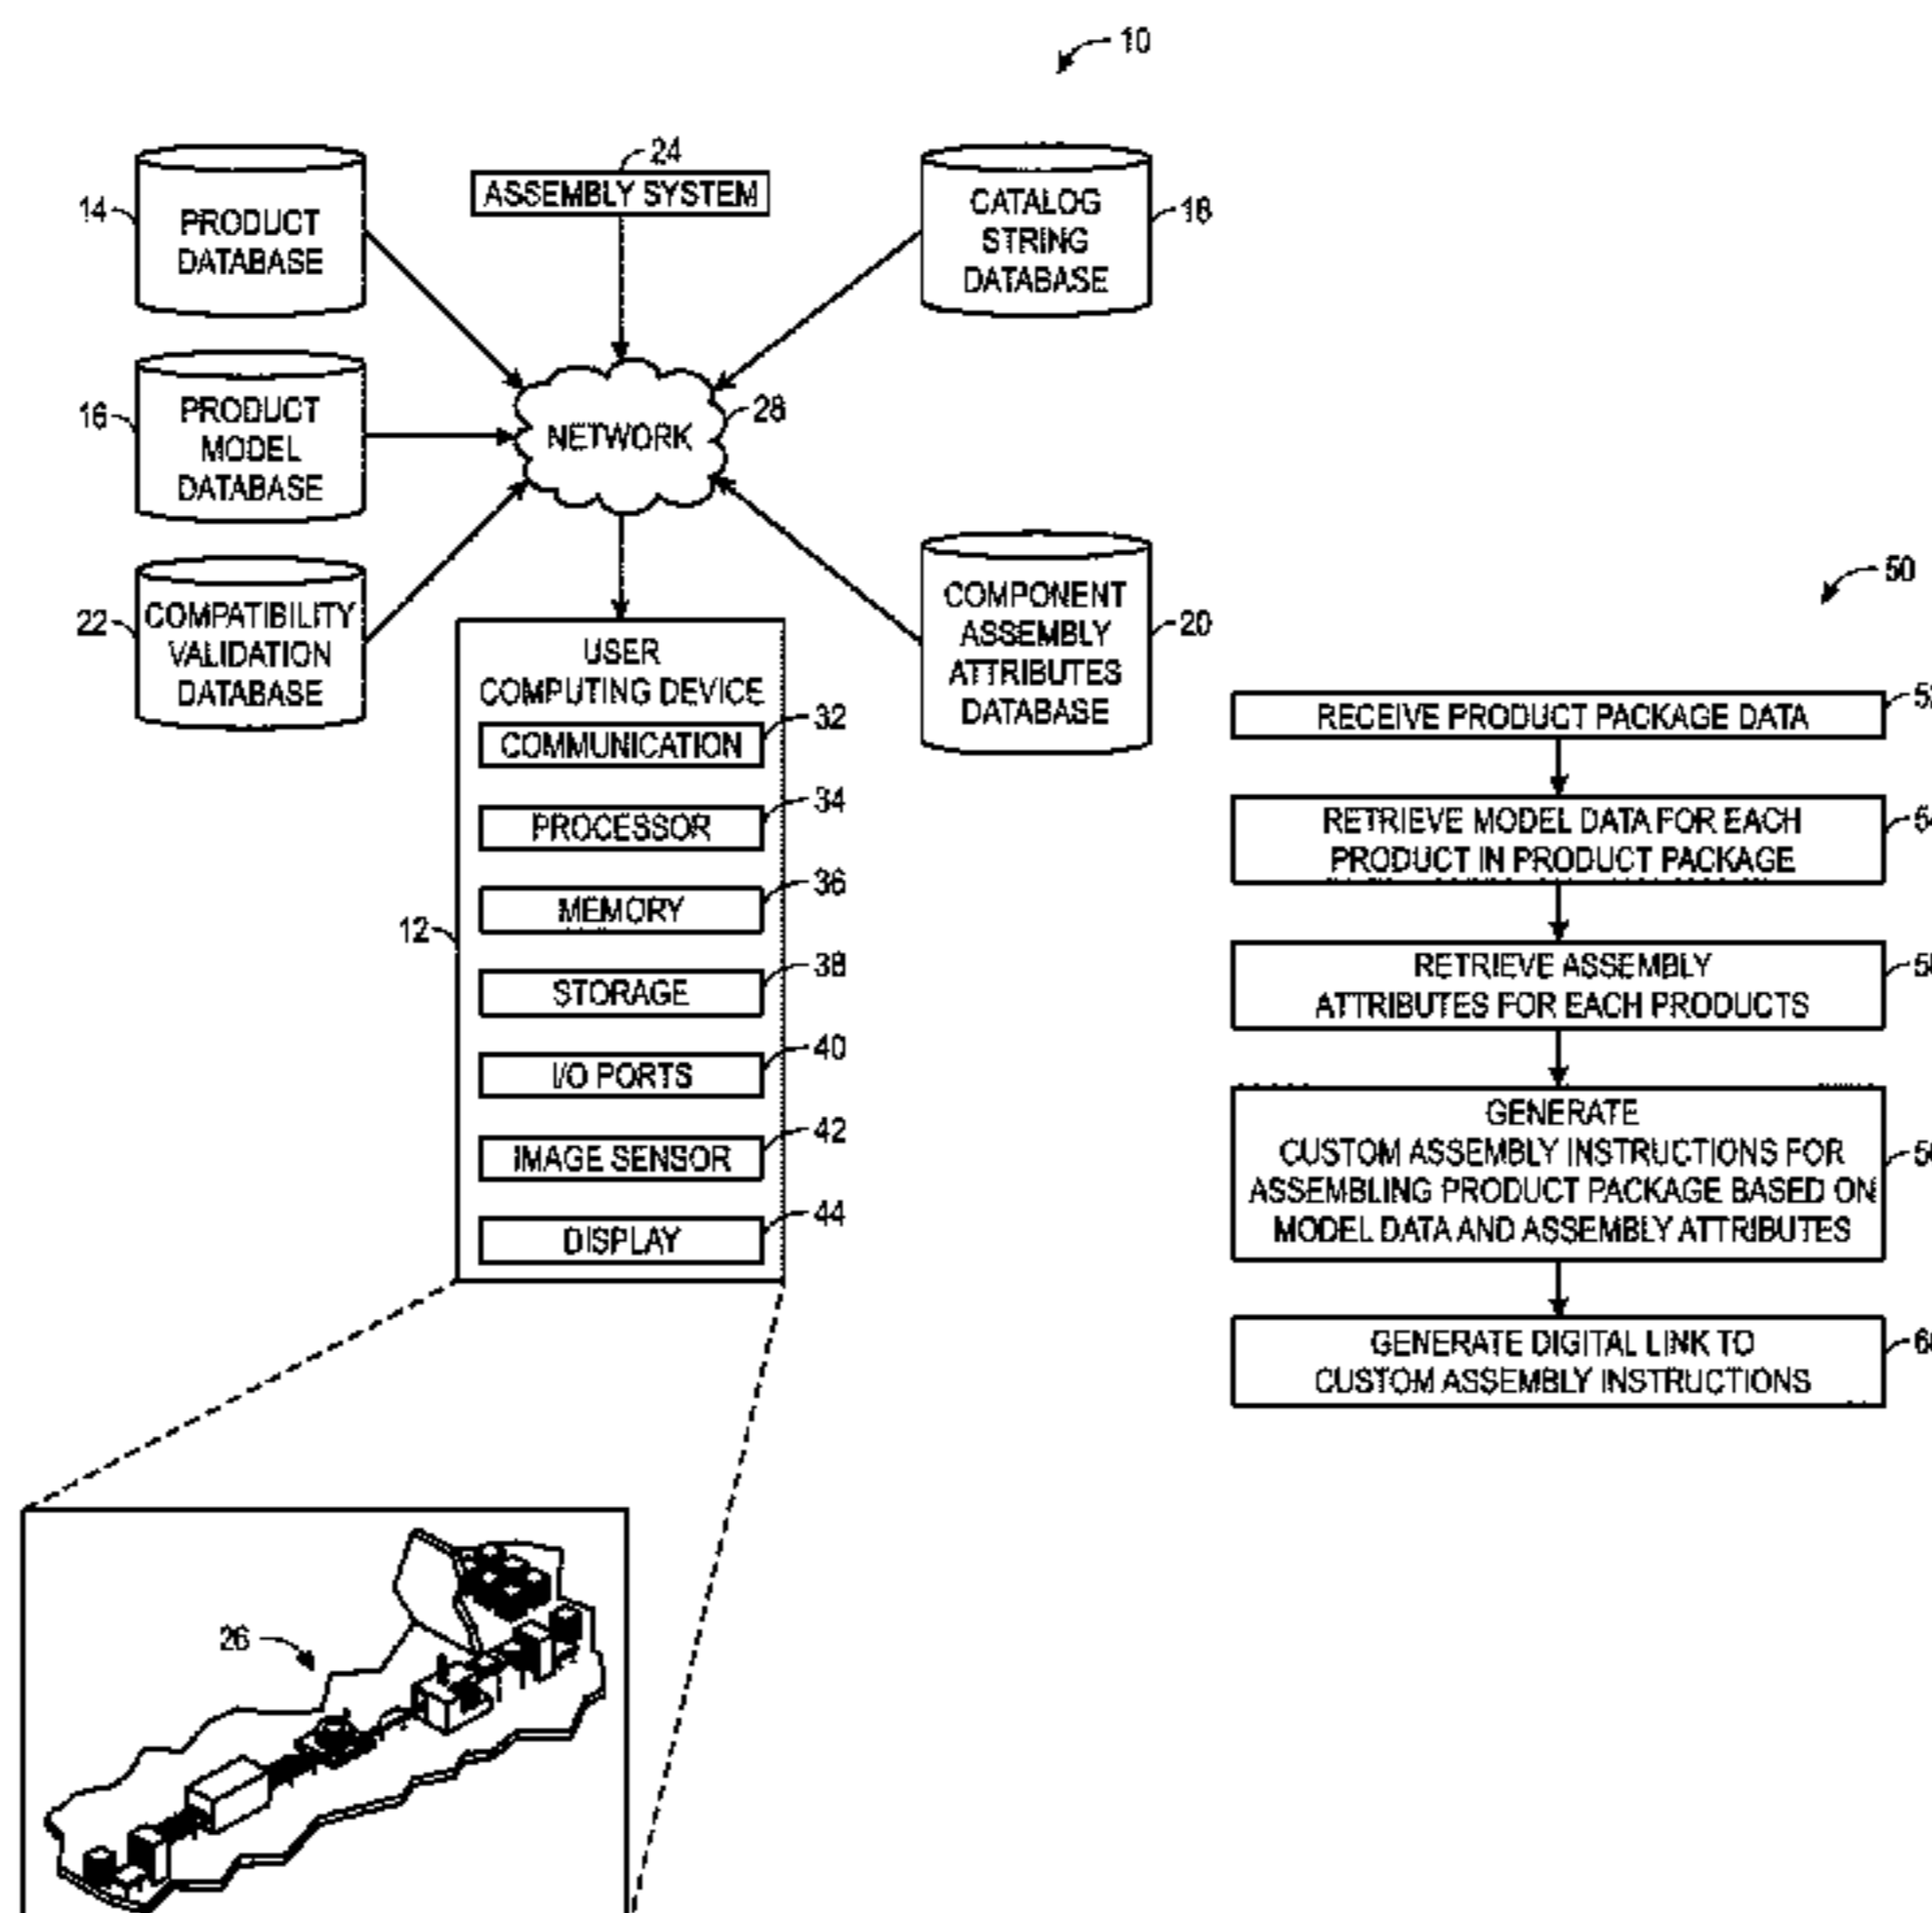 10
24
ASSEMBLY SYSTEM
14
PRODUCT
DATABASE
CATALOG
STRING
DATABASE
18
16
PRODUCT
MODEL
DATABASE
NETWORK
28
22
COMPATIBILITY
VALIDATION
DATABASE
COMPONENT
ASSEMBLY
ATTRIBUTES
DATABASE
20
12
USER
COMPUTING DEVICE
COMMUNICATION
32
PROCESSOR
34
MEMORY
36
STORAGE
38
I/O PORTS
40
IMAGE SENSOR
42
DISPLAY
44
26
50
RECEIVE PRODUCT PACKAGE DATA
RETRIEVE MODEL DATA FOR EACH
PRODUCT IN PRODUCT PACKAGE
RETRIEVE ASSEMBLY
ATTRIBUTES FOR EACH PRODUCTS
GENERATE
CUSTOM ASSEMBLY INSTRUCTIONS FOR
ASSEMBLING PRODUCT PACKAGE BASED ON
MODEL DATA AND ASSEMBLY ATTRIBUTES
GENERATE DIGITAL LINK TO
CUSTOM ASSEMBLY INSTRUCTIONS